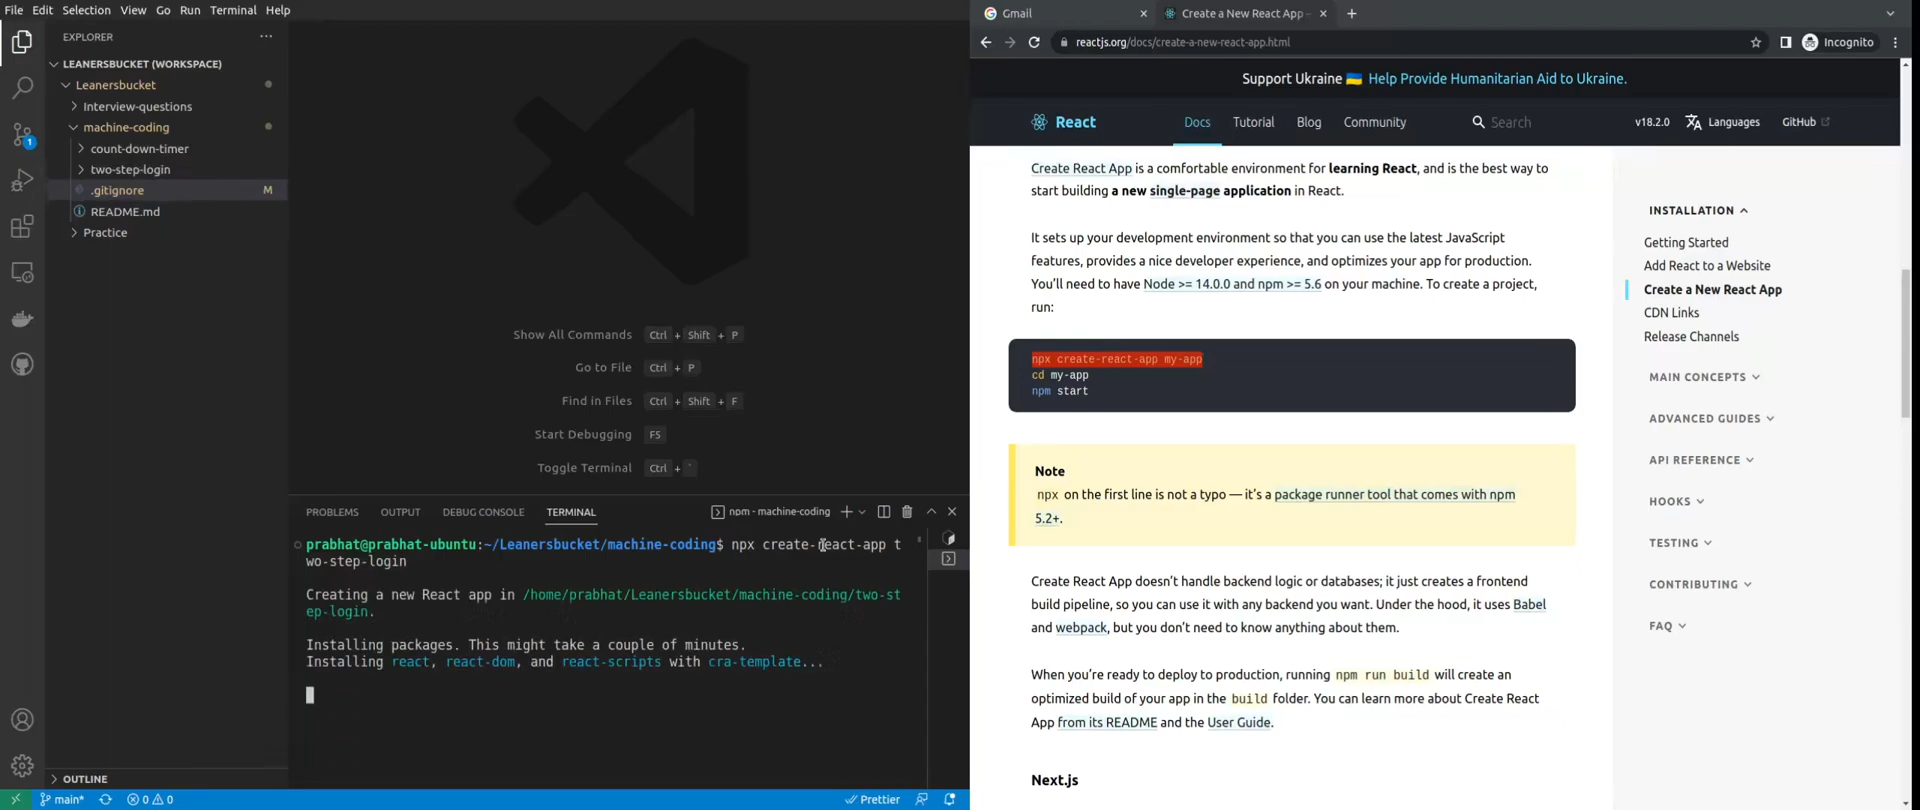 File Edit Selection View Go Run Terminal Help
EXPLORER
LEANERSBUCKET (WORKSPACE)
Leanersbucket
Interview-questions
machine-coding
count-down-timer
two-step-login
.gitignore M
README.md
Practice
OUTLINE
1
Show All Commands Ctrl + Shift + P
Go to File Ctrl + P
Find in Files Ctrl + Shift + F
Start Debugging F5
Toggle Terminal Ctrl + `
PROBLEMS OUTPUT DEBUG CONSOLE TERMINAL npm - machine-coding
prabhat@prabhat-ubuntu:~/Leanersbucket/machine-coding$ npx create-react-app t
wo-step-login
Creating a new React app in /home/prabhat/Leanersbucket/machine-coding/two-st
ep-login.
Installing packages. This might take a couple of minutes.
Installing react, react-dom, and react-scripts with cra-template...
main* 0 0 Prettier
Gmail
Create a New React App -
reactjs.org/docs/create-a-new-react-app.html
Incognito
Support Ukraine 🇺🇦 Help Provide Humanitarian Aid to Ukraine.
React Docs Tutorial Blog Community Search v18.2.0 Languages GitHub
Create React App is a comfortable environment for learning React, and is the best way to
start building a new single-page application in React.
It sets up your development environment so that you can use the latest JavaScript
features, provides a nice developer experience, and optimizes your app for production.
You’ll need to have Node >= 14.0.0 and npm >= 5.6 on your machine. To create a project,
run:
npx create-react-app my-app
cd my-app
npm start
Note
npx on the first line is not a typo — it’s a package runner tool that comes with npm
5.2+.
Create React App doesn’t handle backend logic or databases; it just creates a frontend
build pipeline, so you can use it with any backend you want. Under the hood, it uses Babel
and webpack, but you don’t need to know anything about them.
When you’re ready to deploy to production, running npm run build will create an
optimized build of your app in the build folder. You can learn more about Create React
App from its README and the User Guide.
Next.js
INSTALLATION
Getting Started
Add React to a Website
Create a New React App
CDN Links
Release Channels
MAIN CONCEPTS
ADVANCED GUIDES
API REFERENCE
HOOKS
TESTING
CONTRIBUTING
FAQ